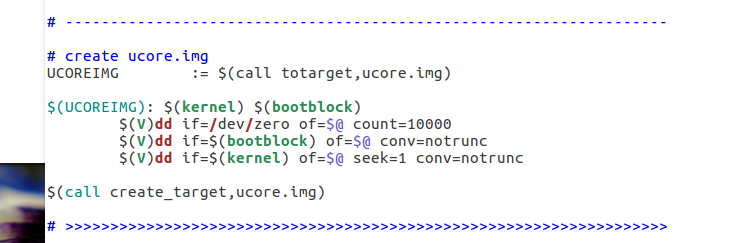 # -------------------------------------------------------------------
# create ucore.img
UCOREIMG        := $(call totarget,ucore.img)
$(UCOREIMG): $(kernel) $(bootblock)
        $(V)dd if=/dev/zero of=$@ count=10000
        $(V)dd if=$(bootblock) of=$@ conv=notrunc
        $(V)dd if=$(kernel) of=$@ seek=1 conv=notrunc
$(call create_target,ucore.img)
# >>>>>>>>>>>>>>>>>>>>>>>>>>>>>>>>>>>>>>>>>>>>>>>>>>>>>>>>>>>>>>>>>>>